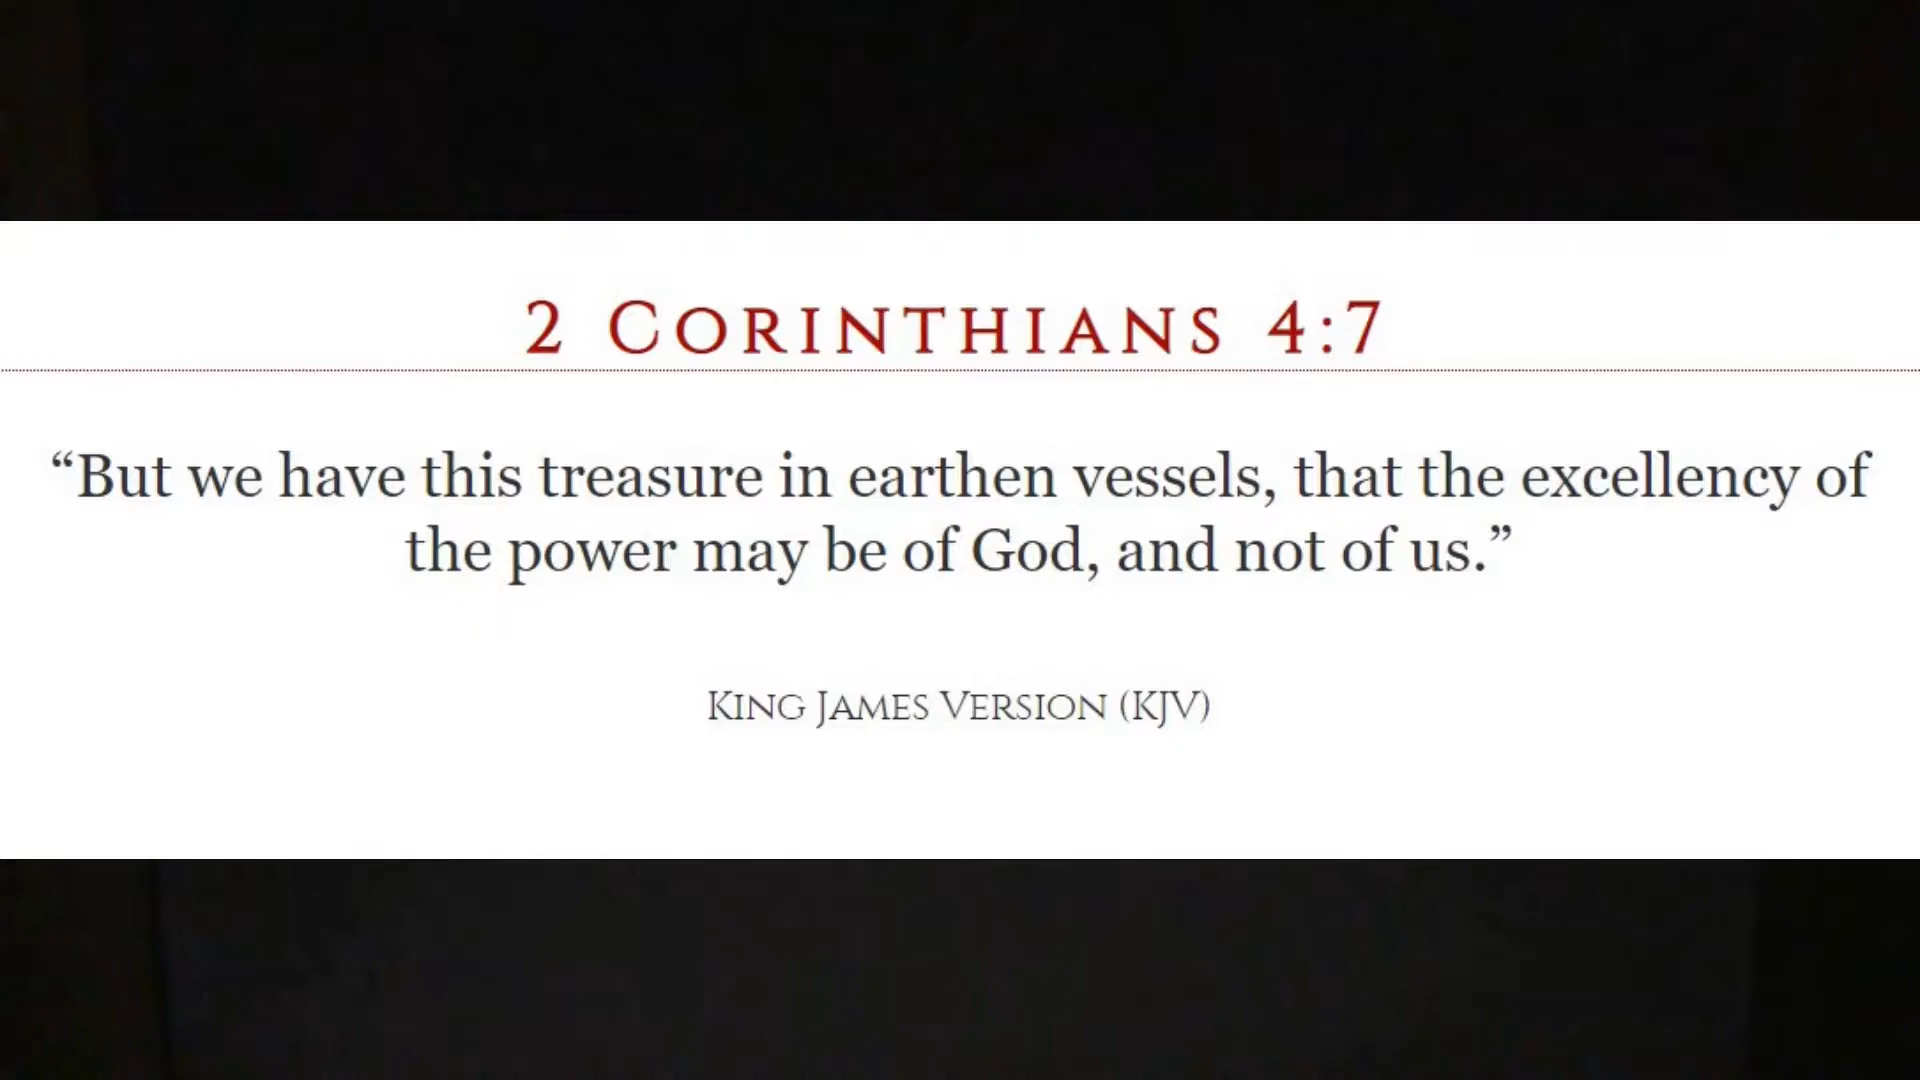 2 Corinthians 4:7
“But we have this treasure in earthen vessels, that the excellency of
the power may be of God, and not of us.”
King James Version (KJV)